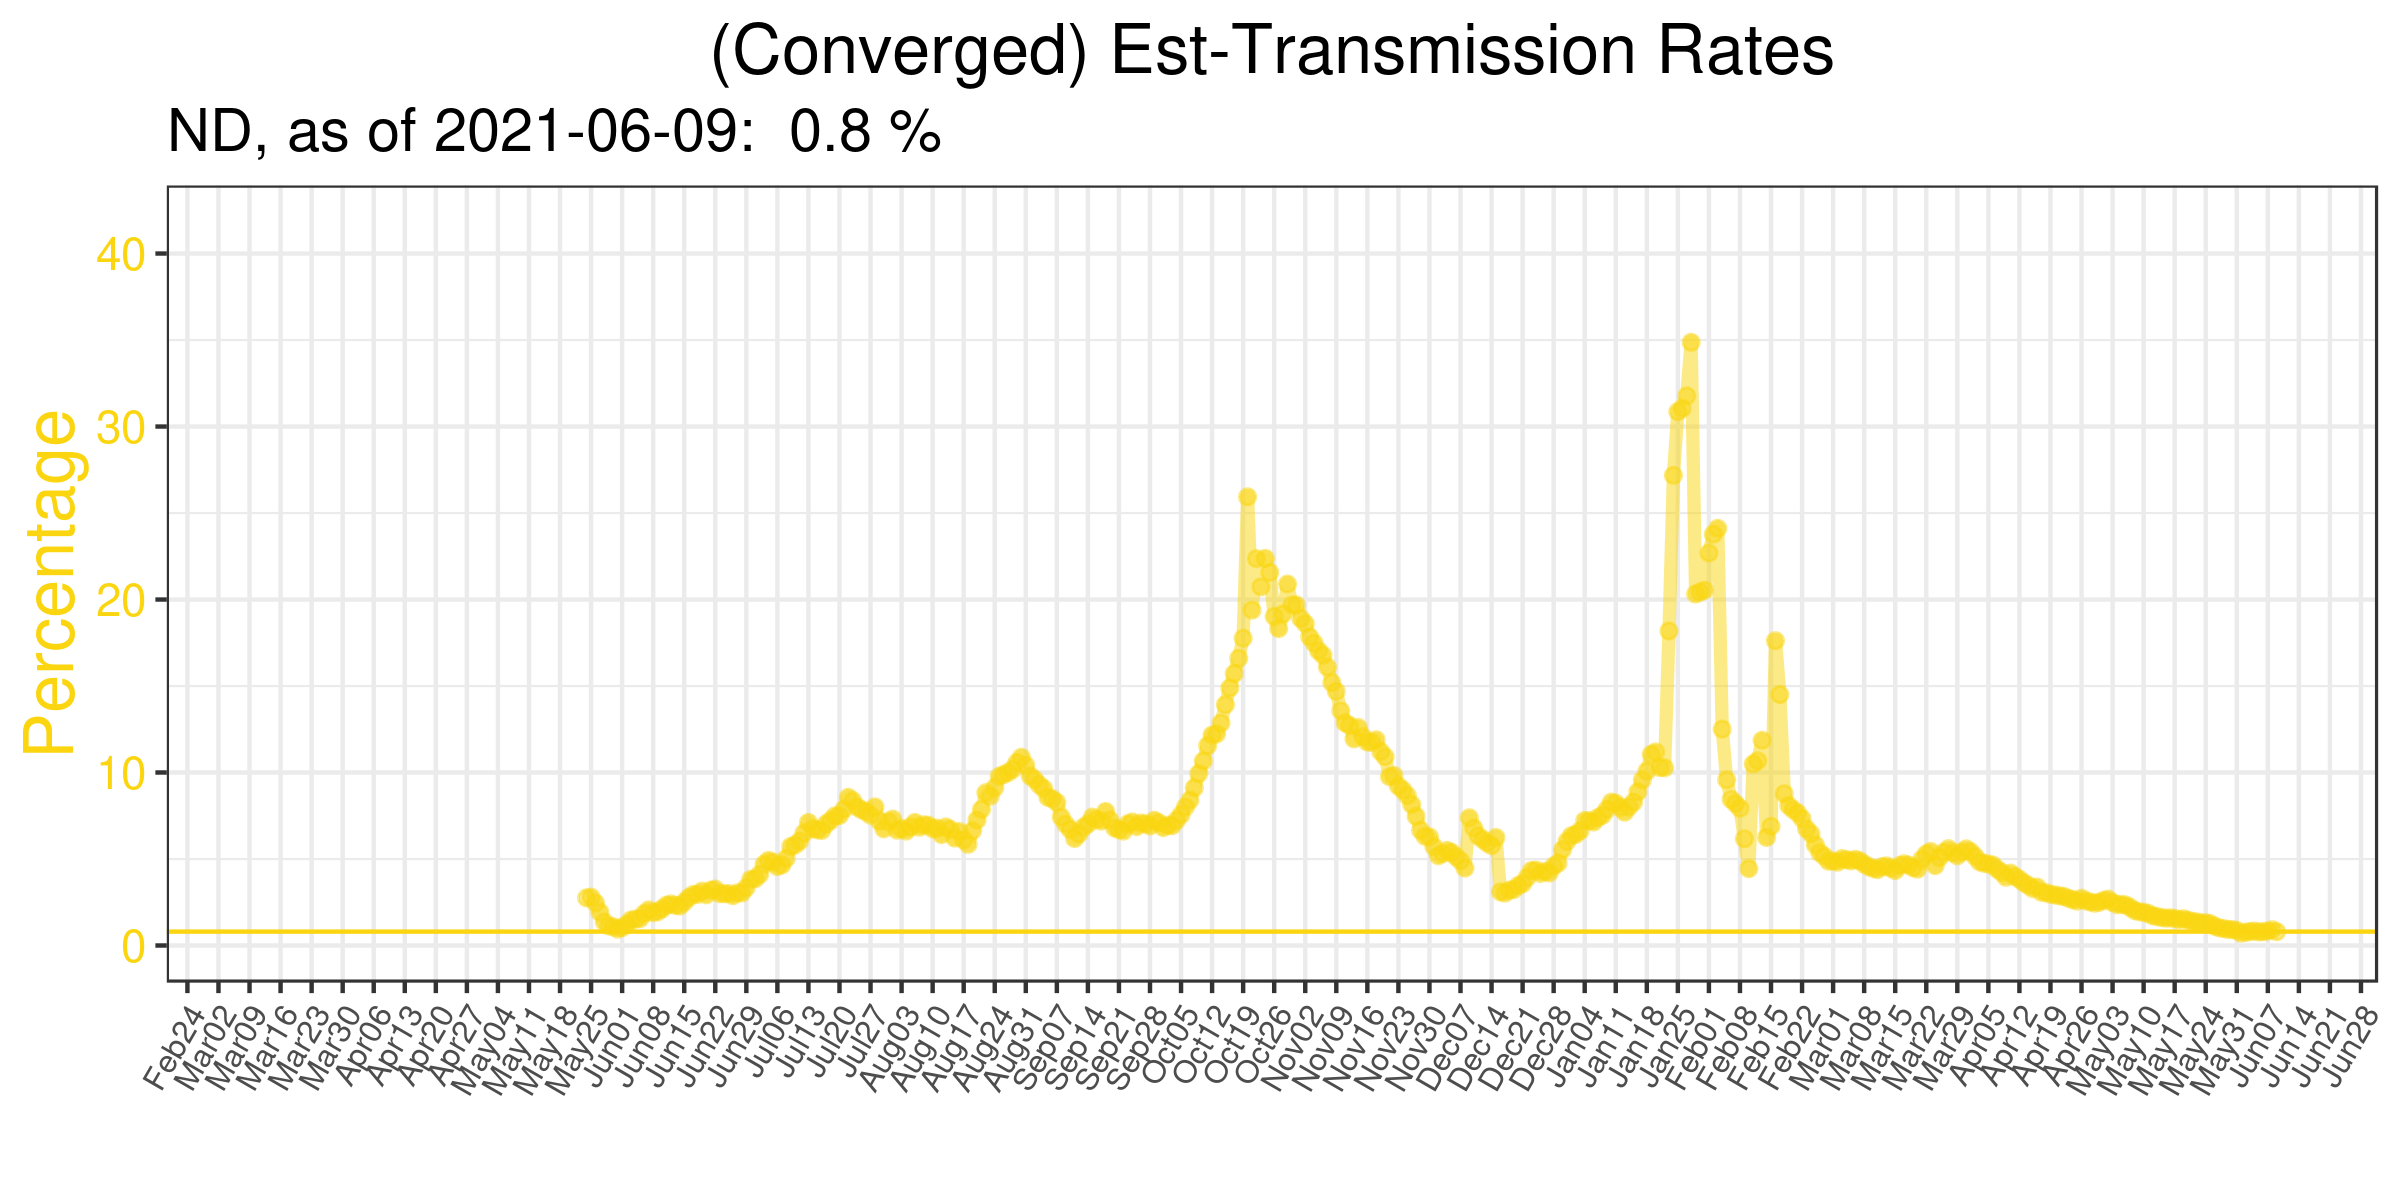 (Converged) Est-Transmission Rates
ND, as of 2021-06-09:  0.8 %
Percentage
40
30
20
10
0
Feb24
Mar02
Mar09
Mar16
Mar23
Mar30
Apr06
Apr13
Apr20
Apr27
May04
May11
May18
May25
Jun01
Jun08
Jun15
Jun22
Jun29
Jul06
Jul13
Jul20
Jul27
Aug03
Aug10
Aug17
Aug24
Aug31
Sep07
Sep14
Sep21
Sep28
Oct05
Oct12
Oct19
Oct26
Nov02
Nov09
Nov16
Nov23
Nov30
Dec07
Dec14
Dec21
Dec28
Jan04
Jan11
Jan18
Jan25
Feb01
Feb08
Feb15
Feb22
Mar01
Mar08
Mar15
Mar22
Mar29
Apr05
Apr12
Apr19
Apr26
May03
May10
May17
May24
May31
Jun07
Jun14
Jun21
Jun28